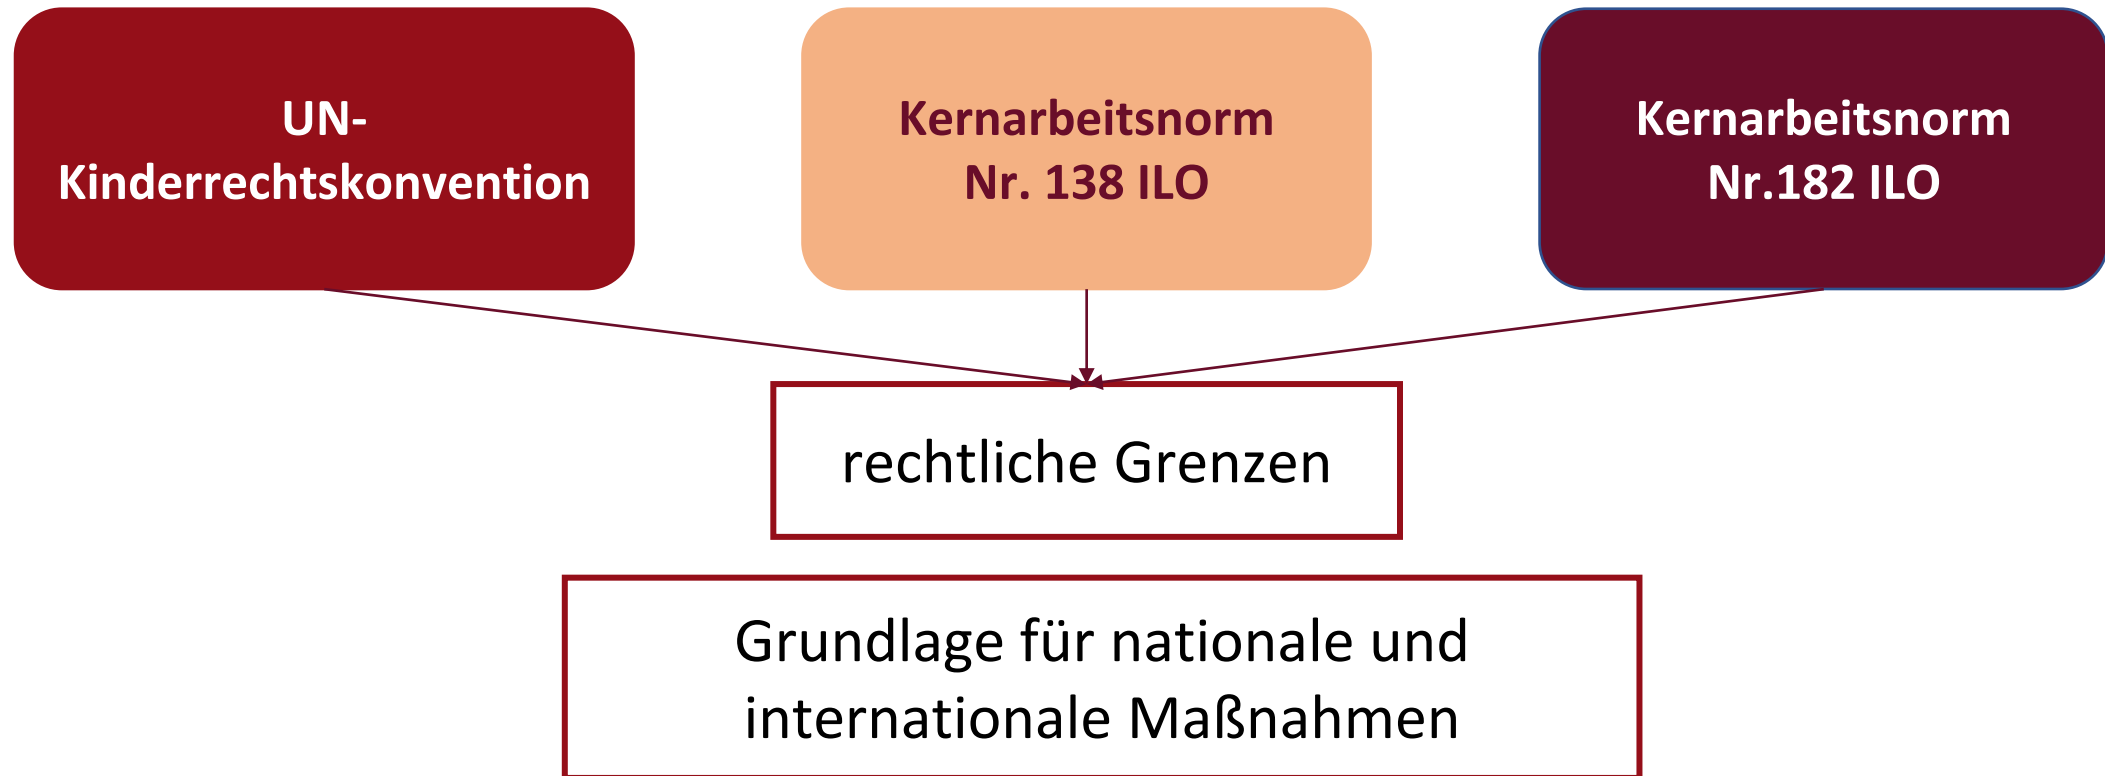 UN-
Kinderrechtskonvention
Kernarbeitsnorm
Nr. 138 ILO
Kernarbeitsnorm
Nr.182 ILO
rechtliche Grenzen
Grundlage für nationale und
internationale Maßnahmen